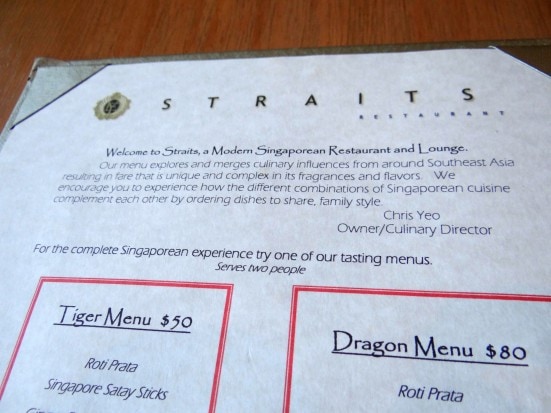 STRAITS
RESTAURANT
Welcome to Straits, a Modern Singaporean Restaurant and Lounge.
Our menu explores and merges culinary influences from around Southeast Asia
resulting in fare that is unique and complex in its fragrances and flavors. We
encourage you to experience how the different combinations of Singaporean cuisine
complement each other by ordering dishes to share, family style.
Chris Yeo
Owner/Culinary Director
For the complete Singaporean experience try one of our tasting menus.
Serves two people
Tiger Menu $50
Roti Prata
Singapore Satay Sticks
Dragon Menu $80
Roti Prata